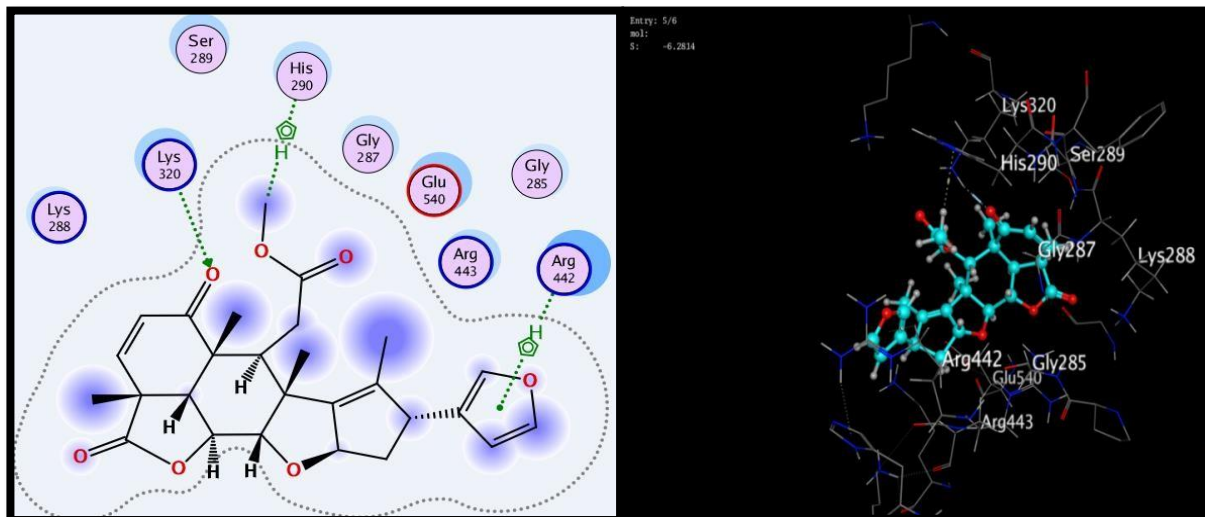 Ser
289
His
290
H
Gly
287
Lys
320
Glu
540
Gly
285
Lys
288
Arg
443
Arg
442
O
O
O
H
O
H
H
O
O
H
H
O
Entry: 5/6
mol:
S: -6.2814
Lys320
His290
Ser289
Gly287
Lys288
Arg442
Gly285
Glu540
Arg443